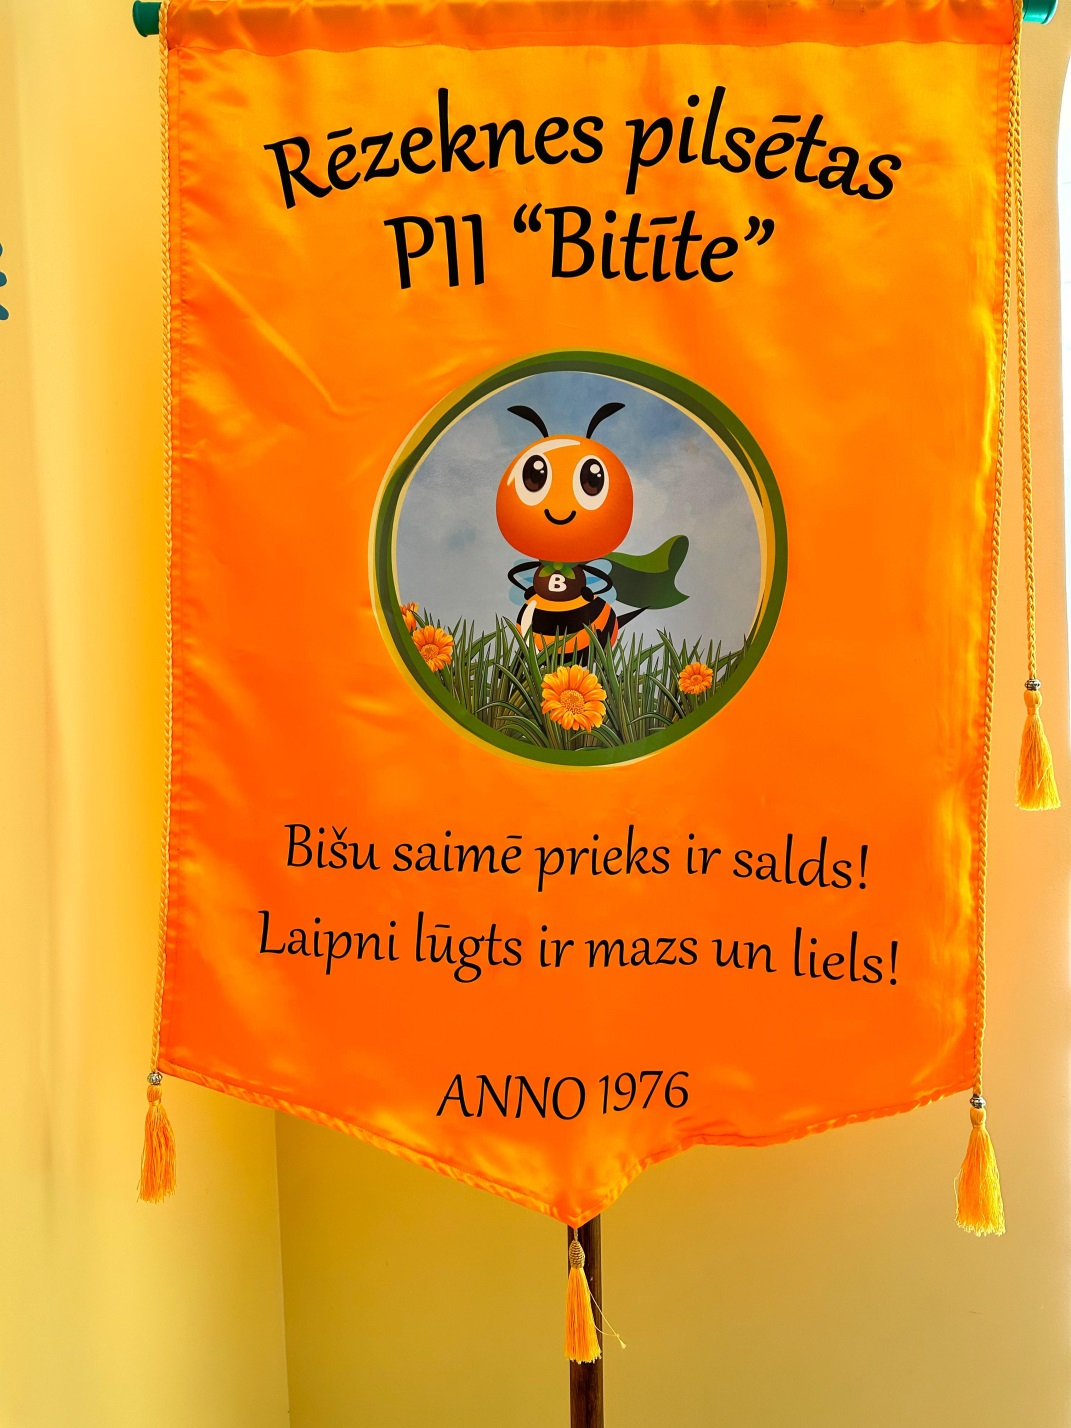 Rēzeknes pilsētas
PII “Bitīte”
B
Bišu saimē prieks ir salds!
Laipni lūgts ir mazs un liels!
ANNO 1976